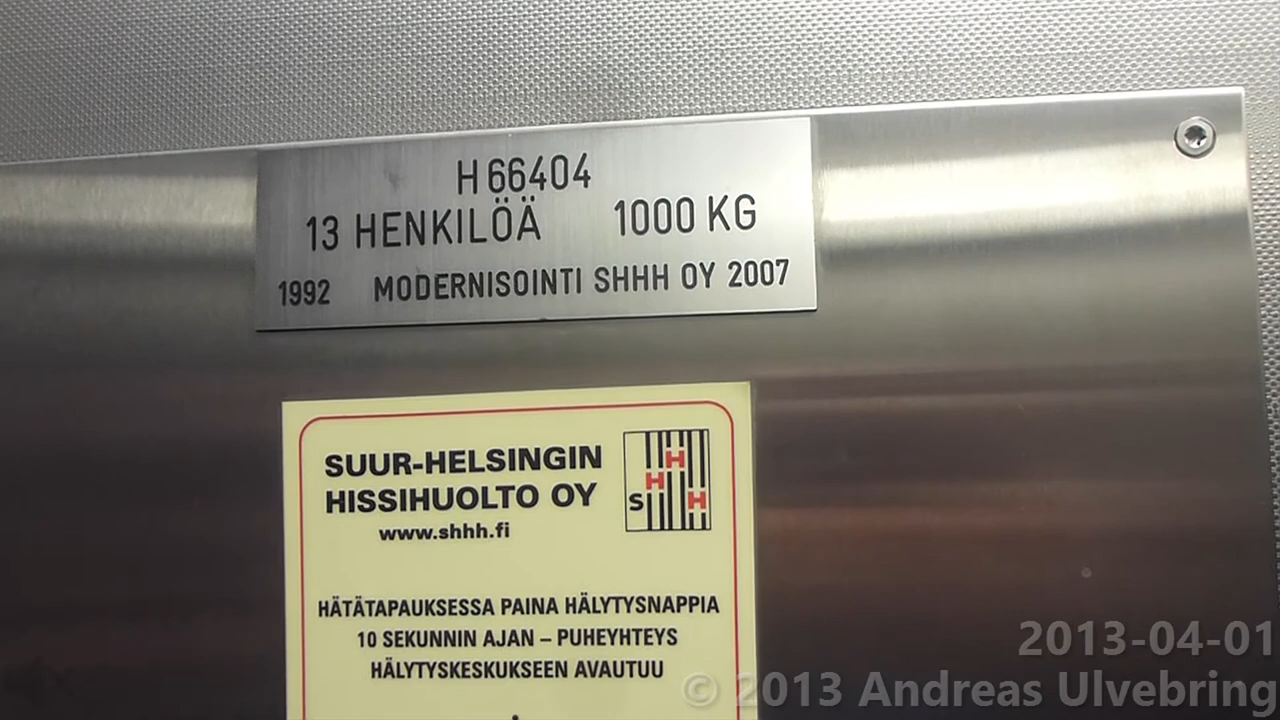 H 66404
13 HENKILÖÄ 1000 KG
1992 MODERNISOINTI SHHH OY 2007
SUUR-HELSINGIN
HISSIHUOLTO OY
www.shhh.fi
H
H
S H
HÄTÄTAPAUKSESSA PAINA HÄLYTYSNAPPIA
10 SEKUNNIN AJAN – PUHEYHTEYS
HÄLYTYSKESKUKSEEN AVAUTUU
2013-04-01
© 2013 Andreas Ulvebring